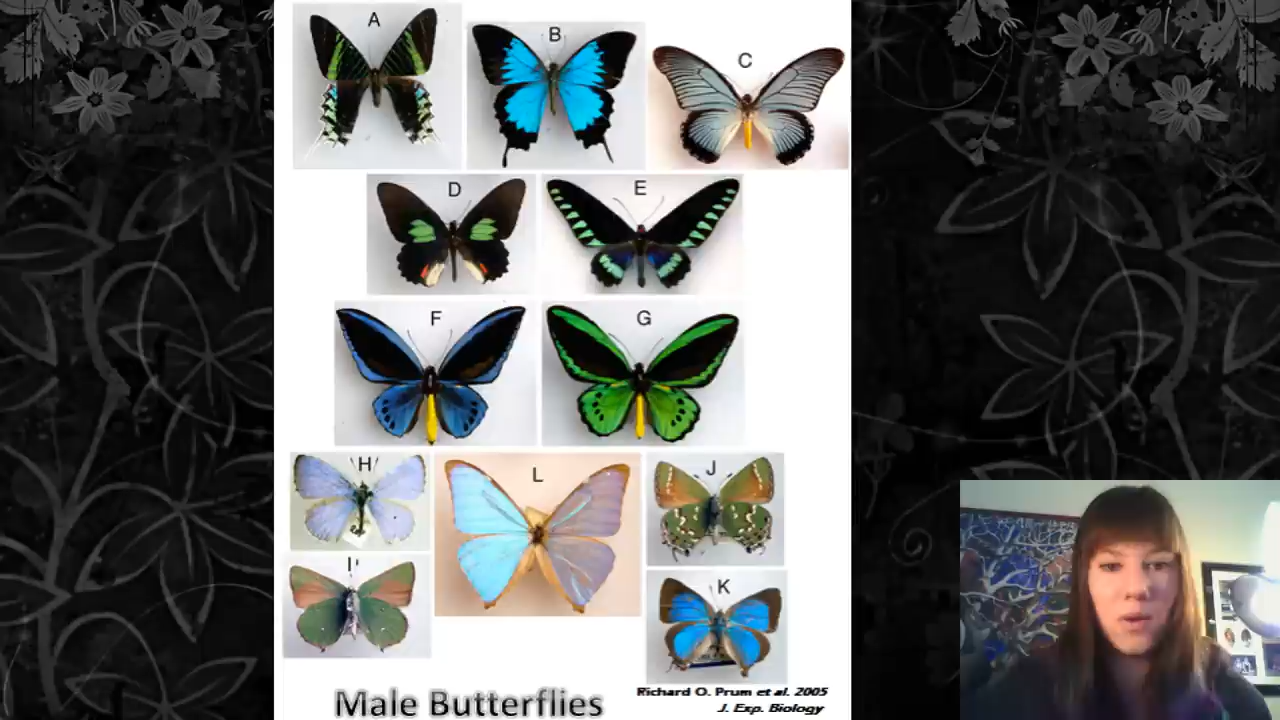 A
B
C
D
E
F
G
H
L
J
I
K
Male Butterflies
Richard O. Prum et al. 2005
J. Exp. Biology